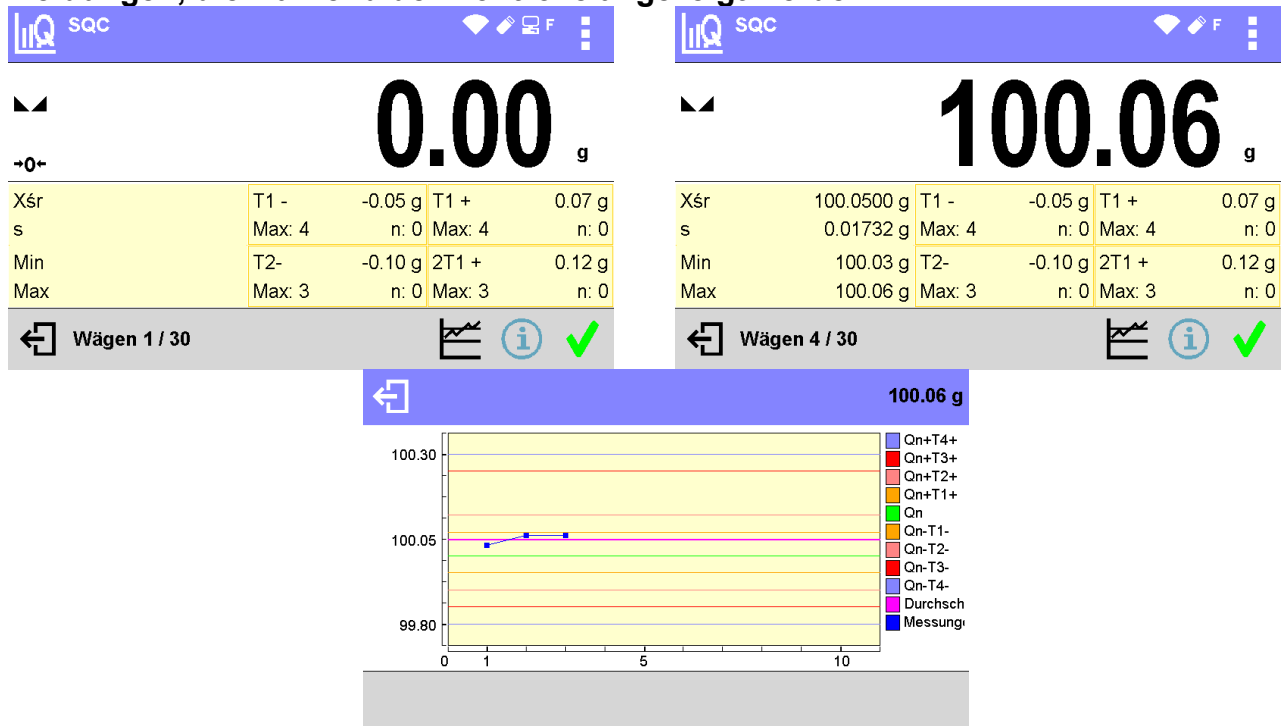 SQC F
0.00 g
→0←
Xśr T1 - -0.05 g T1 + 0.07 g
s Max: 4 n: 0 Max: 4 n: 0
Min T2- -0.10 g 2T1 + 0.12 g
Max Max: 3 n: 0 Max: 3 n: 0
Wägen 1 / 30
SQC F
100.06 g
Xśr 100.0500 g T1 - -0.05 g T1 + 0.07 g
s 0.01732 g Max: 4 n: 0 Max: 4 n: 0
Min 100.03 g T2- -0.10 g 2T1 + 0.12 g
Max 100.06 g Max: 3 n: 0 Max: 3 n: 0
Wägen 4 / 30
100.06 g
100.30
100.05
99.80
0 1 5 10
Qn+T4+
Qn+T3+
Qn+T2+
Qn+T1+
Qn
Qn-T1-
Qn-T2-
Qn-T3-
Qn-T4-
Durchsch
Messung